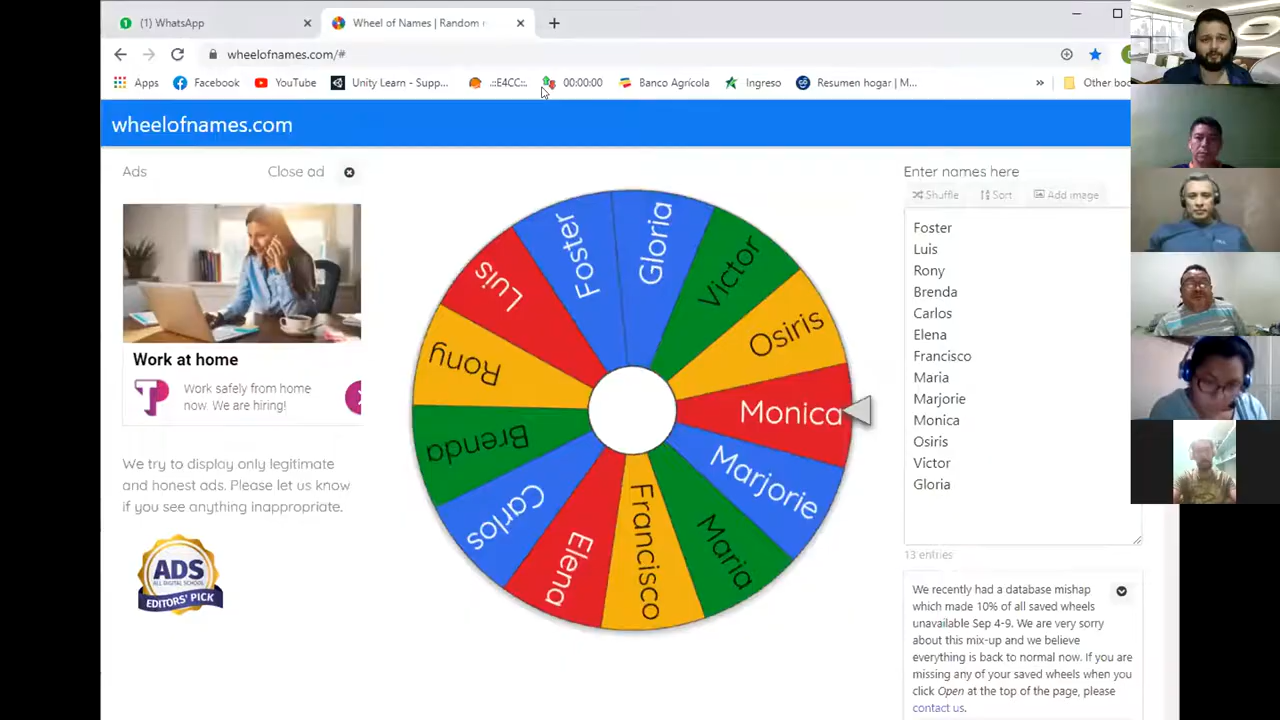 (1) WhatsApp
Wheel of Names | Random n
wheelofnames.com/#
Apps
Facebook
YouTube
Unity Learn - Supp...
.::E4CC::.
00:00:00
Banco Agrícola
Ingreso
Resumen hogar | M...
»
Other boo
wheelofnames.com
Ads
Close ad
Work at home
Work safely from home
now. We are hiring!
We try to display only legitimate
and honest ads. Please let us know
if you see anything inappropriate.
ADS
ALL DIGITAL SCHOOL
EDITORS' PICK
Gloria
Victor
Osiris
Monica
Marjorie
Maria
Francisco
Elena
Carlos
Brenda
Rony
Luis
Foster
Enter names here
Shuffle
Sort
Add image
Foster
Luis
Rony
Brenda
Carlos
Elena
Francisco
Maria
Marjorie
Monica
Osiris
Victor
Gloria
13 entries
We recently had a database mishap
which made 10% of all saved wheels
unavailable Sep 4-9. We are very sorry
about this mix-up and we believe
everything is back to normal now. If you are
missing any of your saved wheels when you
click Open at the top of the page, please
contact us.